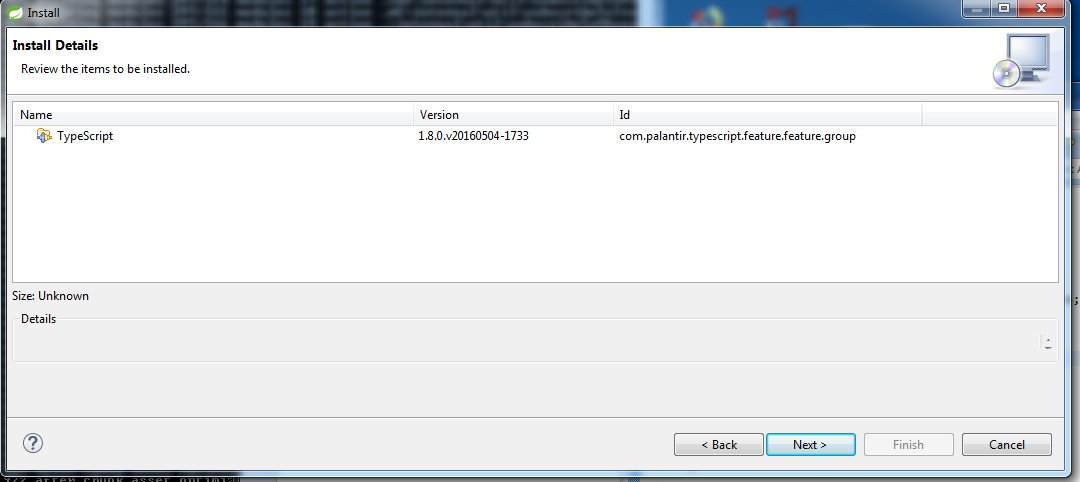 Install
Install Details
Review the items to be installed.
Name Version Id
TypeScript 1.8.0.v20160504-1733 com.palantir.typescript.feature.feature.group
Size: Unknown
;
Details
< Back Next > Finish Cancel
after chunk asset optimi